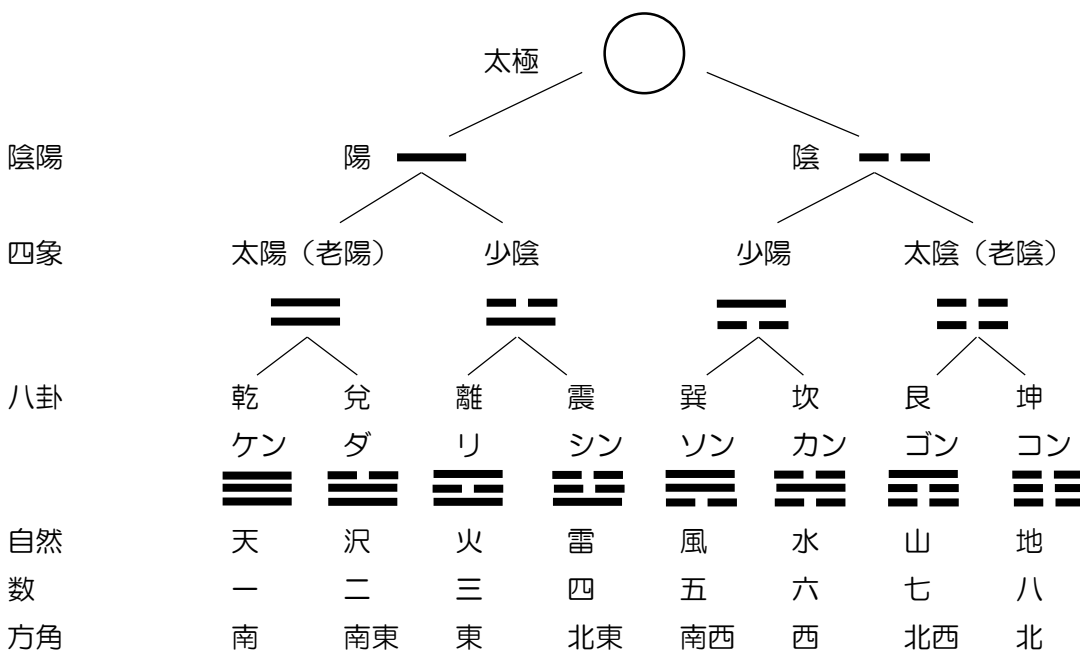 太極
陰陽 陽 陰
四象 太陽（老陽） 少陰 少陽 太陰（老陰）
八卦 乾 兌 離 震 巽 坎 艮 坤
ケン ダ リ シン ソン カン ゴン コン
自然 天 沢 火 雷 風 水 山 地
数 一 二 三 四 五 六 七 八
方角 南 南東 東 北東 南西 西 北西 北